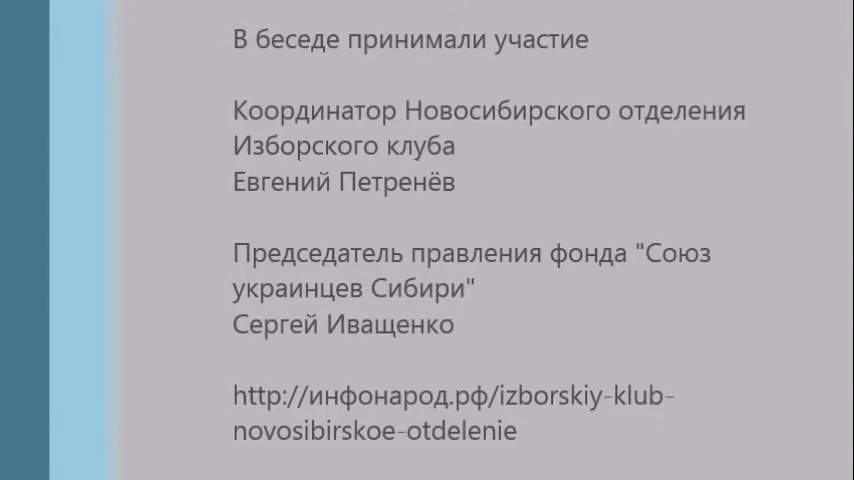 В беседе принимали участие
Координатор Новосибирского отделения
Изборского клуба
Евгений Петренёв
Председатель правления фонда "Союз
украинцев Сибири"
Сергей Иващенко
http://инфонарод.рф/izborskiy-klub-
novosibirskoe-otdelenie